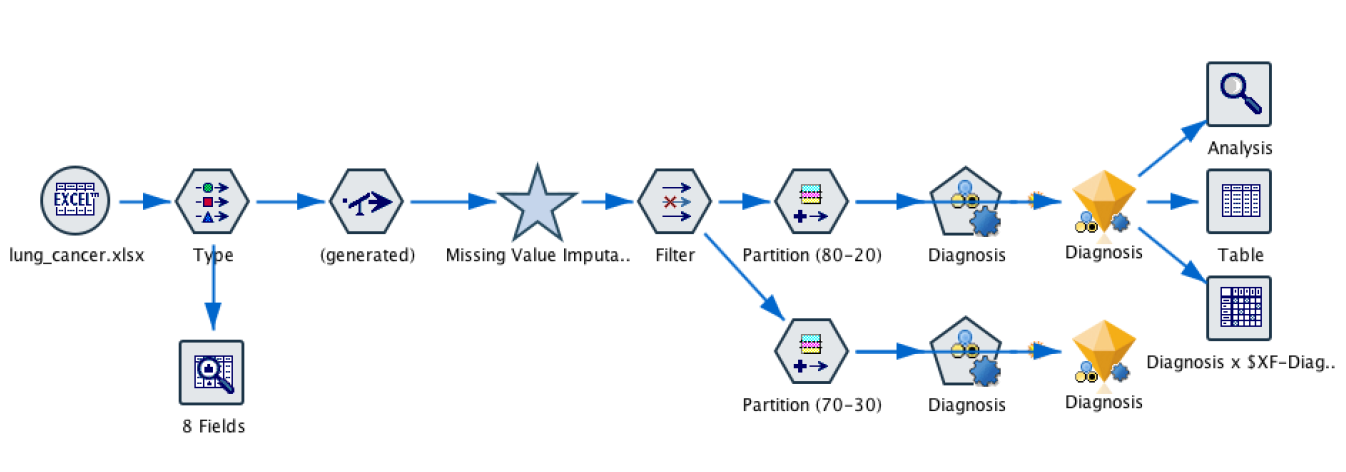 Analysis
EXCEL™
lung_cancer.xlsx
Type
(generated)
Missing Value Imputa..
Filter
Partition (80-20)
Diagnosis
Diagnosis
Table
8 Fields
Partition (70-30)
Diagnosis
Diagnosis
Diagnosis x $XF-Diag..